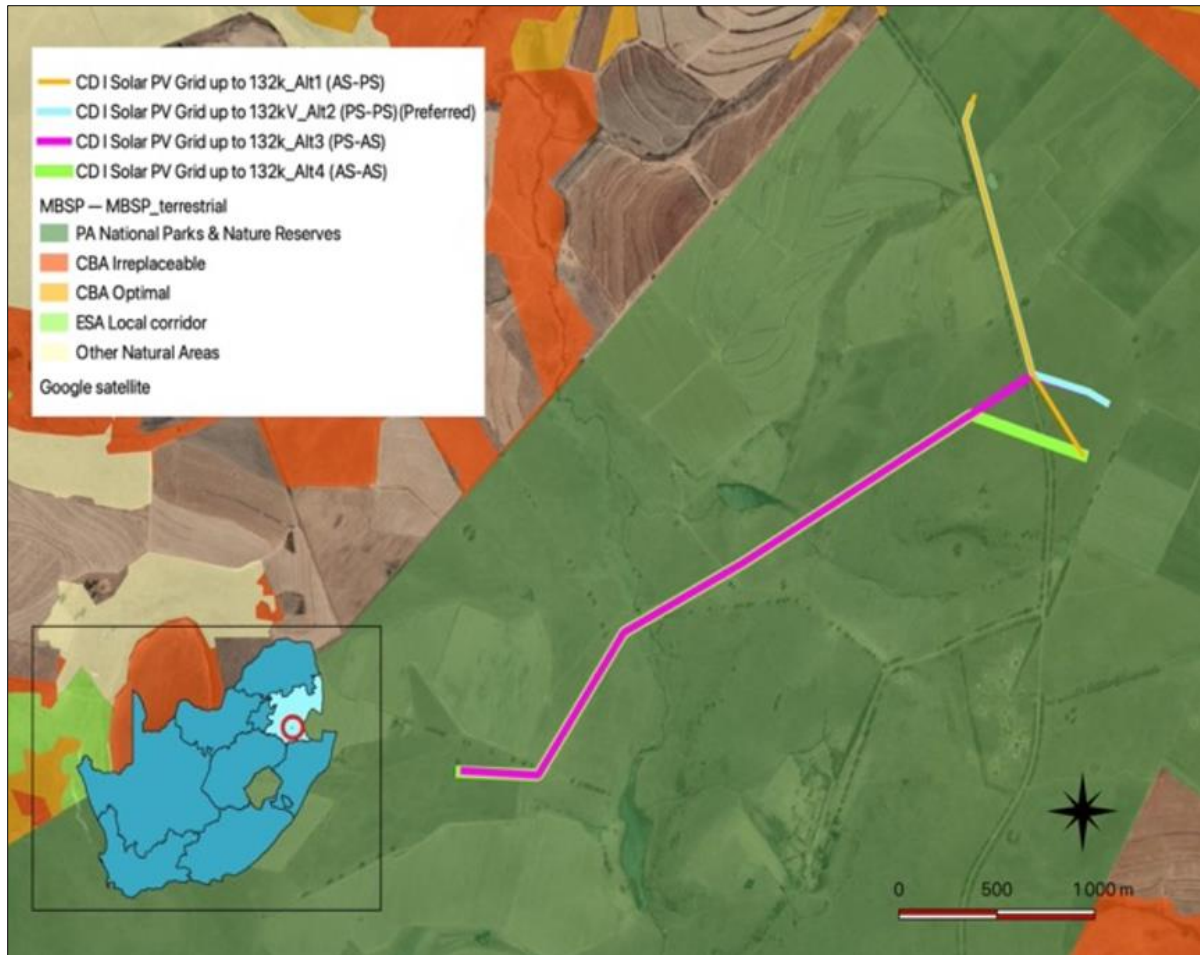 CD I Solar PV Grid up to 132k_Alt1 (AS-PS)
CD I Solar PV Grid up to 132kV_Alt2 (PS-PS)(Preferred)
CD I Solar PV Grid up to 132k_Alt3 (PS-AS)
CD I Solar PV Grid up to 132k_Alt4 (AS-AS)
MBSP — MBSP_terrestrial
PA National Parks & Nature Reserves
CBA Irreplaceable
CBA Optimal
ESA Local corridor
Other Natural Areas
Google satellite
0 500 1000 m